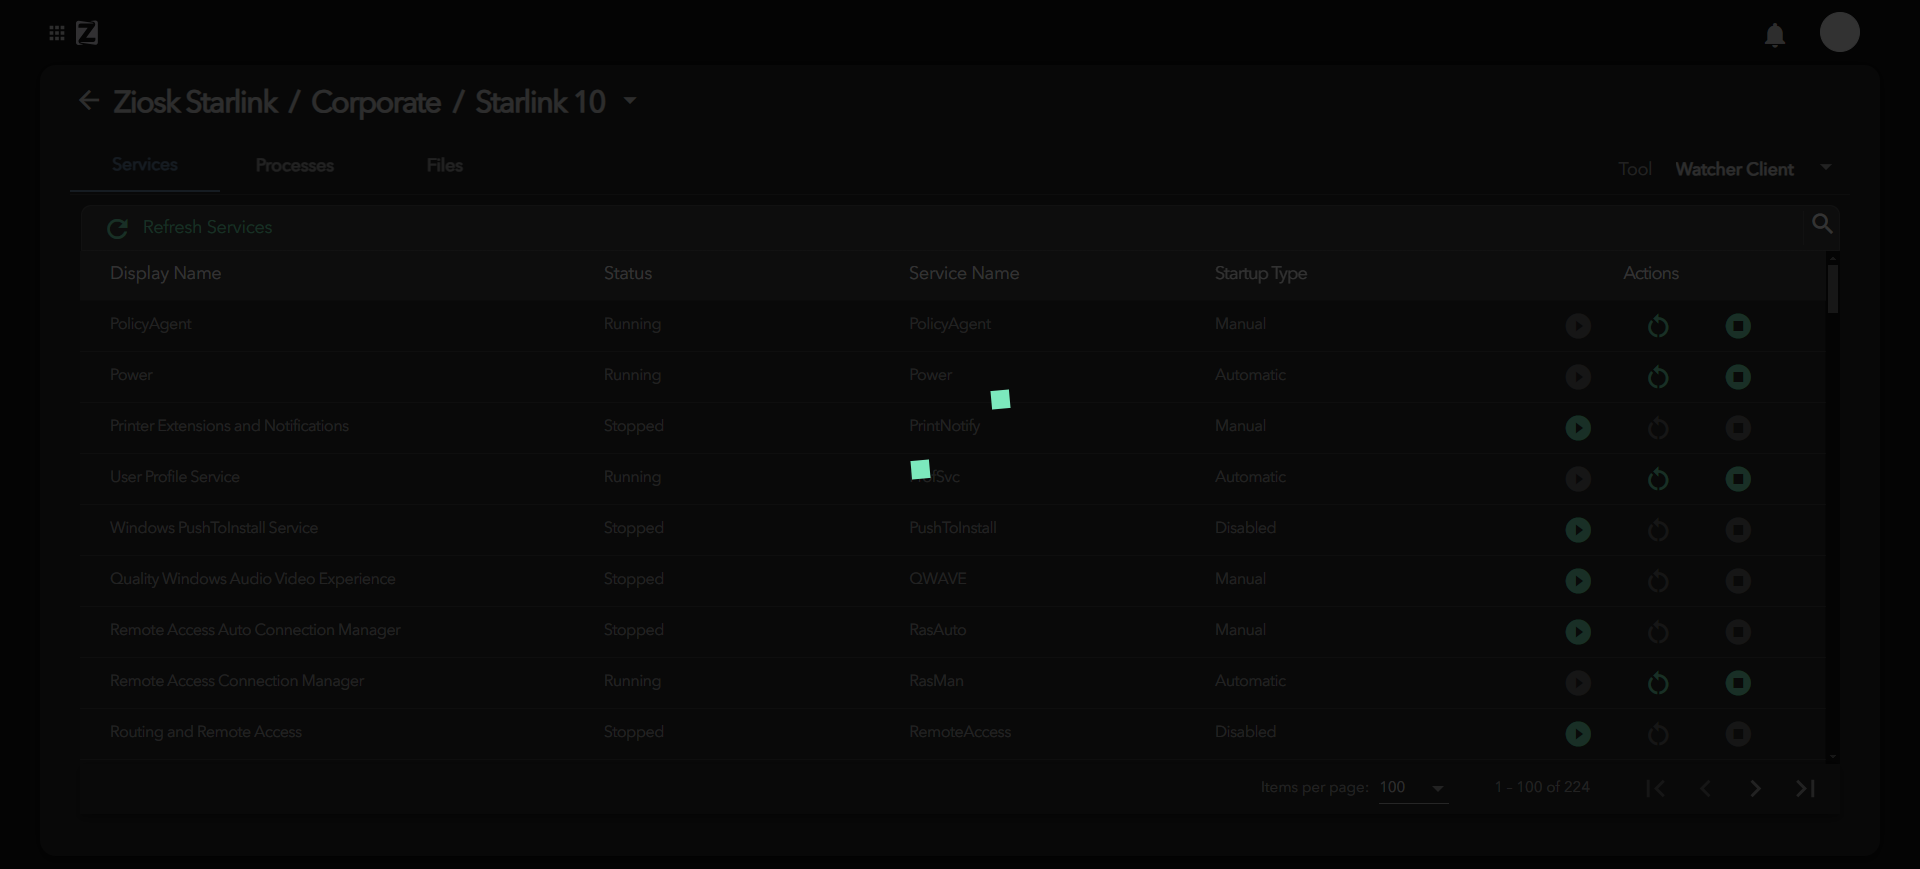 Z
Ziosk Starlink / Corporate / Starlink 10
Services Processes Files Tool Watcher Client
Refresh Services
Display Name Status Service Name Startup Type Actions
PolicyAgent Running PolicyAgent Manual
Power Running Power Automatic
Printer Extensions and Notifications Stopped PrintNotify Manual
User Profile Service Running Automatic
Windows PushToInstall Service Stopped PushToInstall Disabled
Quality Windows Audio Video Experience Stopped QWAVE Manual
Remote Access Auto Connection Manager Stopped RasAuto Manual
Remote Access Connection Manager Running RasMan Automatic
Routing and Remote Access Stopped RemoteAccess Disabled
Items per page: 100 1 - 100 of 224